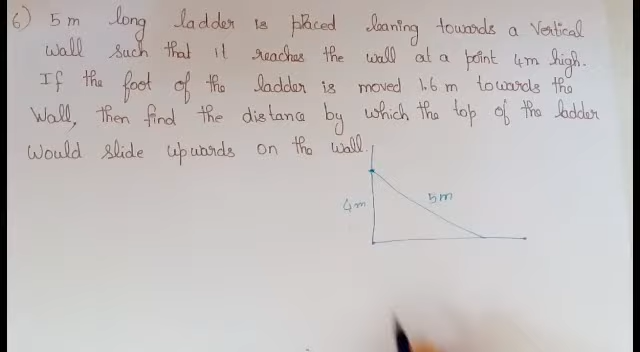 6) 5 m long ladder is placed leaning towards a vertical
wall such that it reaches the wall at a point 4m high.
If the foot of the ladder is moved 1.6 m towards the
wall, then find the distance by which the top of the ladder
would slide upwards on the wall.
4m
5m